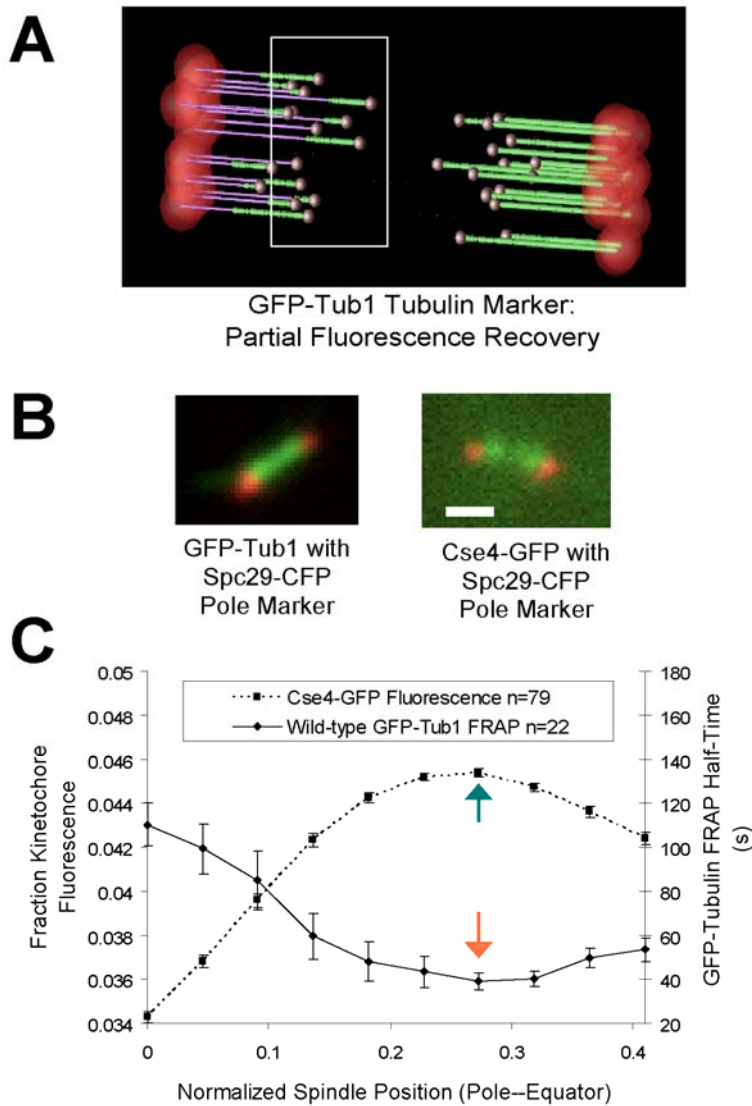 A
GFP-Tub1 Tubulin Marker:
Partial Fluorescence Recovery
B
GFP-Tub1 with
Spc29-CFP
Pole Marker
Cse4-GFP with
Spc29-CFP
Pole Marker
C
Cse4-GFP Fluorescence n=79
Wild-type GFP-Tub1 FRAP n=22
Fraction Kinetochore
Fluorescence
0.05
0.048
0.046
0.044
0.042
0.04
0.038
0.036
0.034
180
160
140
120
100
80
60
40
20
GFP-Tubulin FRAP Half-Time
(s)
0
0.1
0.2
0.3
0.4
Normalized Spindle Position (Pole--Equator)